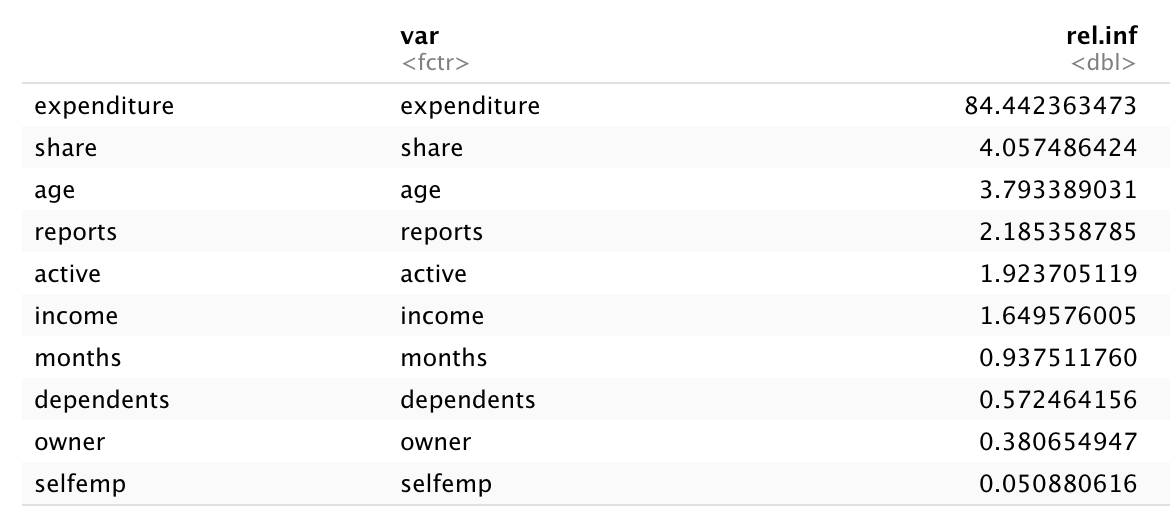 var rel.inf
<fctr> <dbl>
expenditure expenditure 84.442363473
share share 4.057486424
age age 3.793389031
reports reports 2.185358785
active active 1.923705119
income income 1.649576005
months months 0.937511760
dependents dependents 0.572464156
owner owner 0.380654947
selfemp selfemp 0.050880616